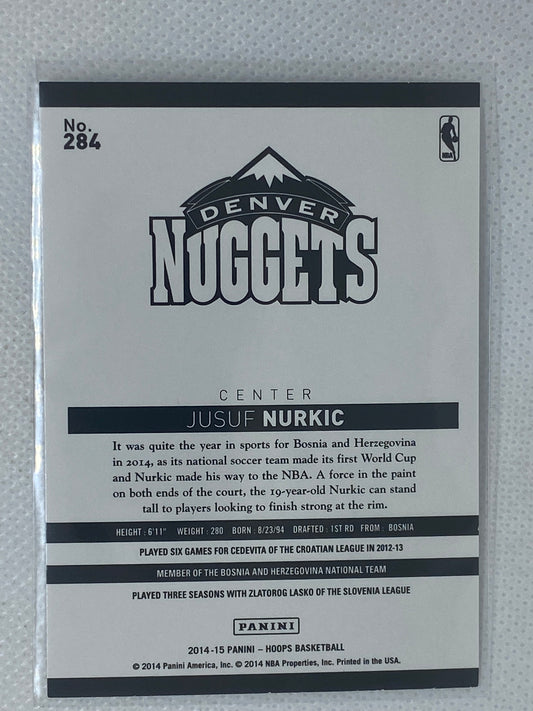 No.
284
NBA
DENVER
NUGGETS
CENTER
JUSUF NURKIC
It was quite the year in sports for Bosnia and Herzegovina
in 2014, as its national soccer team made its first World Cup
and Nurkic made his way to the NBA. A force in the paint
on both ends of the court, the 19-year-old Nurkic can stand
tall to players looking to finish strong at the rim.
HEIGHT: 6'11" WEIGHT: 280 BORN: 8/23/94 DRAFTED: 1ST RD FROM: BOSNIA
PLAYED SIX GAMES FOR CEDEVITA OF THE CROATIAN LEAGUE IN 2012-13
MEMBER OF THE BOSNIA AND HERZEGOVINA NATIONAL TEAM
PLAYED THREE SEASONS WITH ZLATOROG LASKO OF THE SLOVENIA LEAGUE
PANINI
2014-15 PANINI – HOOPS BASKETBALL
© 2014 Panini America, Inc. © 2014 NBA Properties, Inc. Printed in the USA.